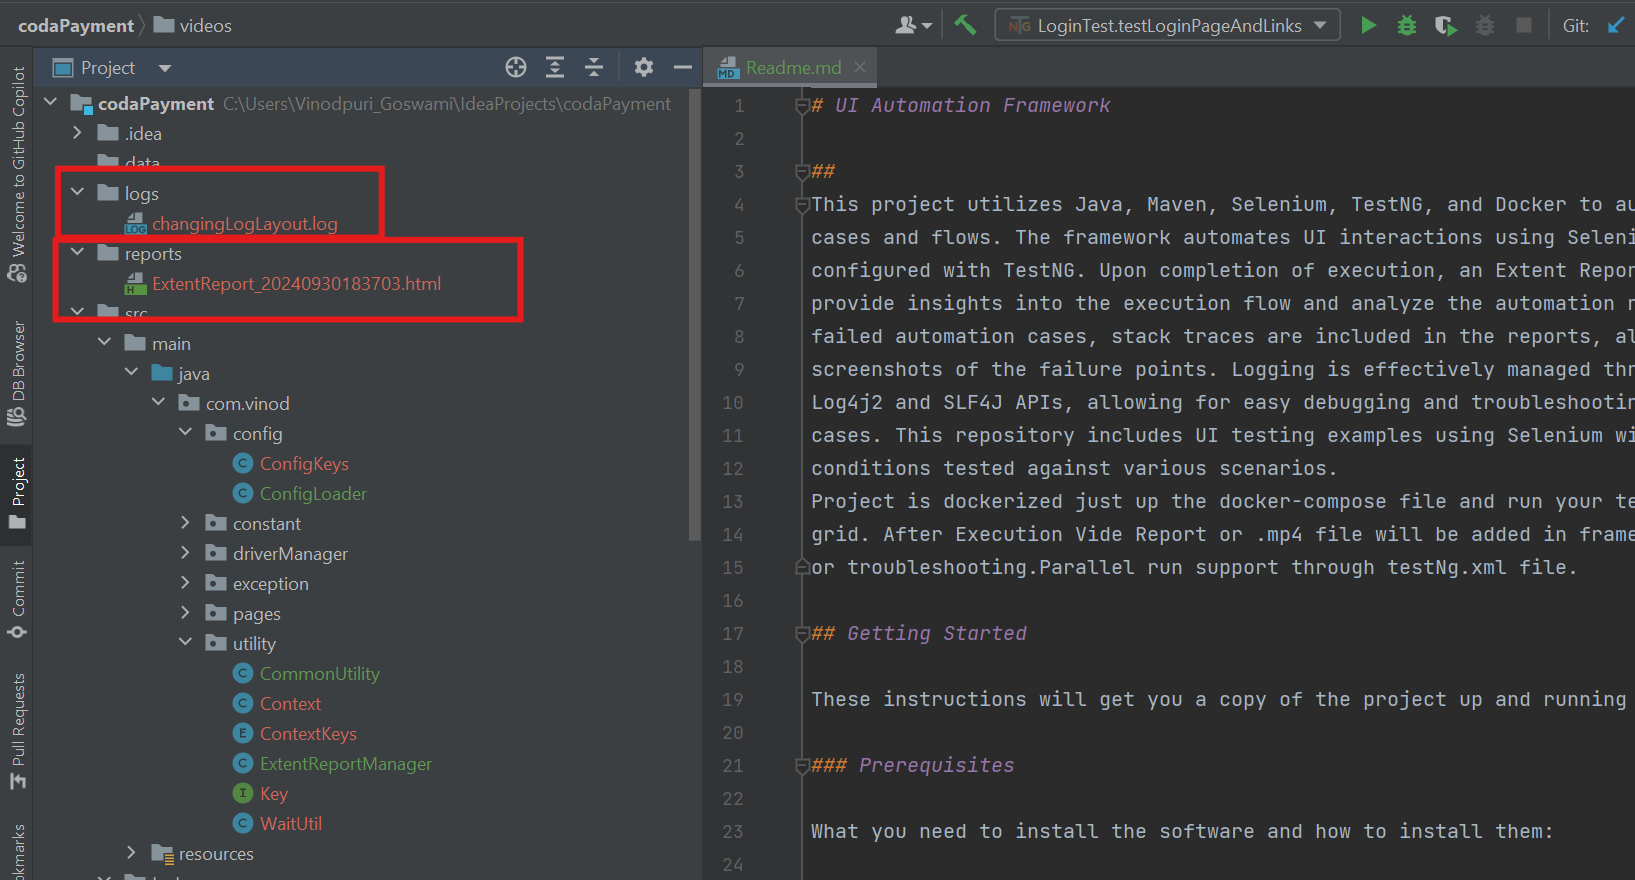 codaPayment
videos
LoginTest.testLoginPageAndLinks
Git:
Project
Readme.md
Welcome to GitHub Copilot
DB Browser
Project
Commit
Pull Requests
codaPayment C:\Users\Vinodpuri_Goswami\IdeaProjects\codaPayment
.idea
data
logs
LOG changingLogLayout.log
reports
H ExtentReport_20240930183703.html
src
main
java
com.vinod
config
C ConfigKeys
C ConfigLoader
constant
driverManager
exception
pages
utility
C CommonUtility
C Context
E ContextKeys
C ExtentReportManager
I Key
C WaitUtil
resources
1 # UI Automation Framework
2
3 ##
4 This project utilizes Java, Maven, Selenium, TestNG, and Docker to au
5 cases and flows. The framework automates UI interactions using Seleni
6 configured with TestNG. Upon completion of execution, an Extent Repor
7 provide insights into the execution flow and analyze the automation
8 failed automation cases, stack traces are included in the reports, al
9 screenshots of the failure points. Logging is effectively managed thr
10 Log4j2 and SLF4J APIs, allowing for easy debugging and troubleshootin
11 cases. This repository includes UI testing examples using Selenium wi
12 conditions tested against various scenarios.
13 Project is dockerized just up the docker-compose file and run your te
14 grid. After Execution Vide Report or .mp4 file will be added in frame
15 or troubleshooting.Parallel run support through testNg.xml file.
16
17 ## Getting Started
18
19 These instructions will get you a copy of the project up and running
20
21 ### Prerequisites
22
23 What you need to install the software and how to install them:
24